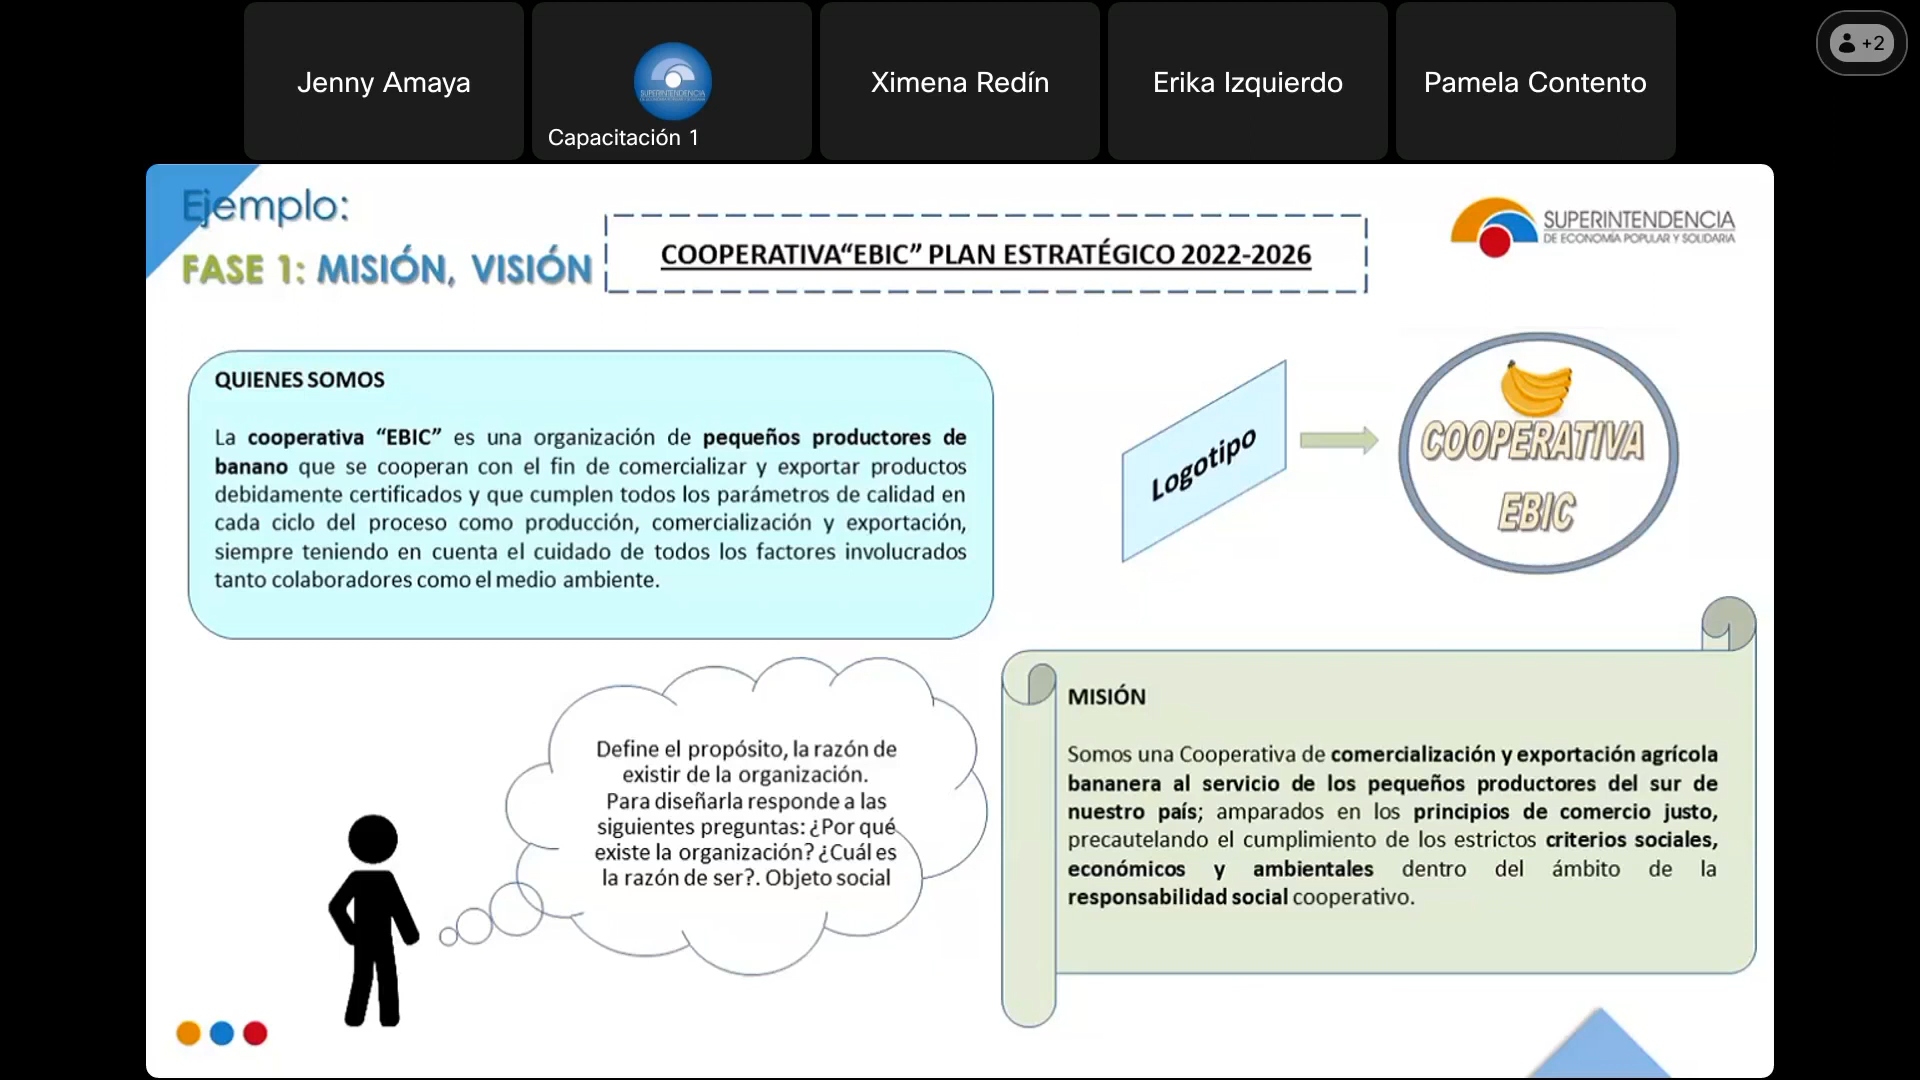 Jenny Amaya
SUPERINTENDENCIA
DE ECONOMÍA POPULAR Y SOLIDARIA
Capacitación 1
Ximena Redín
Erika Izquierdo
Pamela Contento
+2
Ejemplo:
FASE 1: MISIÓN, VISIÓN
COOPERATIVA“EBIC” PLAN ESTRATÉGICO 2022-2026
SUPERINTENDENCIA
DE ECONOMÍA POPULAR Y SOLIDARIA
QUIENES SOMOS
La cooperativa “EBIC” es una organización de pequeños productores de
banano que se cooperan con el fin de comercializar y exportar productos
debidamente certificados y que cumplen todos los parámetros de calidad en
cada ciclo del proceso como producción, comercialización y exportación,
siempre teniendo en cuenta el cuidado de todos los factores involucrados
tanto colaboradores como el medio ambiente.
Logotipo
COOPERATIVA
EBIC
Define el propósito, la razón de
existir de la organización.
Para diseñarla responde a las
siguientes preguntas: ¿Por qué
existe la organización? ¿Cuál es
la razón de ser?. Objeto social
MISIÓN
Somos una Cooperativa de comercialización y exportación agrícola
bananera al servicio de los pequeños productores del sur de
nuestro país; amparados en los principios de comercio justo,
precautelando el cumplimiento de los estrictos criterios sociales,
económicos y ambientales dentro del ámbito de la
responsabilidad social cooperativo.